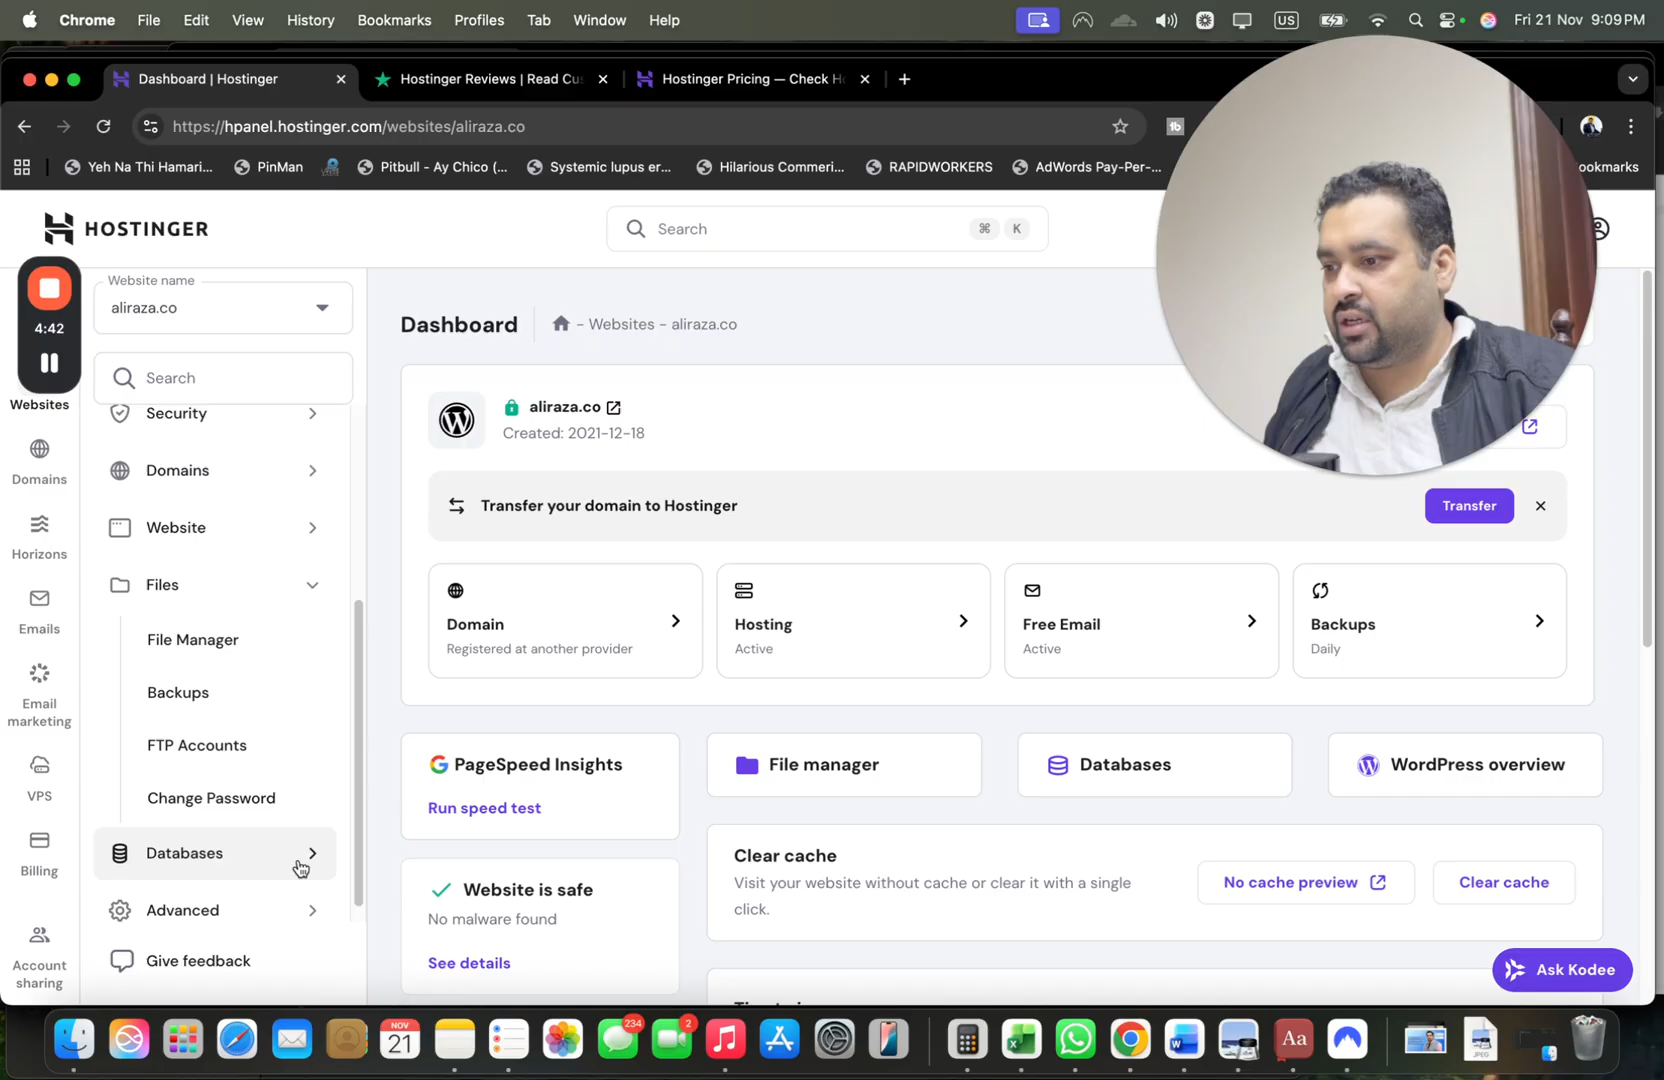 Chrome File Edit View History Bookmarks Profiles Tab Window Help US Fri 21 Nov 9:09 PM
Dashboard | Hostinger Hostinger Reviews | Read Cus Hostinger Pricing — Check H
https://hpanel.hostinger.com/websites/aliraza.co tb
Yeh Na Thi Hamari... PinMan Pitbull - Ay Chico (... Systemic lupus er... Hilarious Commeri... RAPIDWORKERS AdWords Pay-Per-... ookmarks
HOSTINGER Search ⌘ K
Website name
aliraza.co
4:42
Search
Websites
Domains
Horizons
Emails
Email
marketing
VPS
Billing
Account
sharing
Security
Domains
Website
Files
File Manager
Backups
FTP Accounts
Change Password
Databases
Advanced
Give feedback
Dashboard - Websites - aliraza.co
aliraza.co
Created: 2021-12-18
Transfer your domain to Hostinger Transfer
Domain
Registered at another provider
Hosting
Active
Free Email
Active
Backups
Daily
PageSpeed Insights
Run speed test
File manager
Databases
WordPress overview
Website is safe
No malware found
See details
Clear cache
Visit your website without cache or clear it with a single
click.
No cache preview
Clear cache
Ask Kodee
NOV
21
234
2
Aa
JPEG